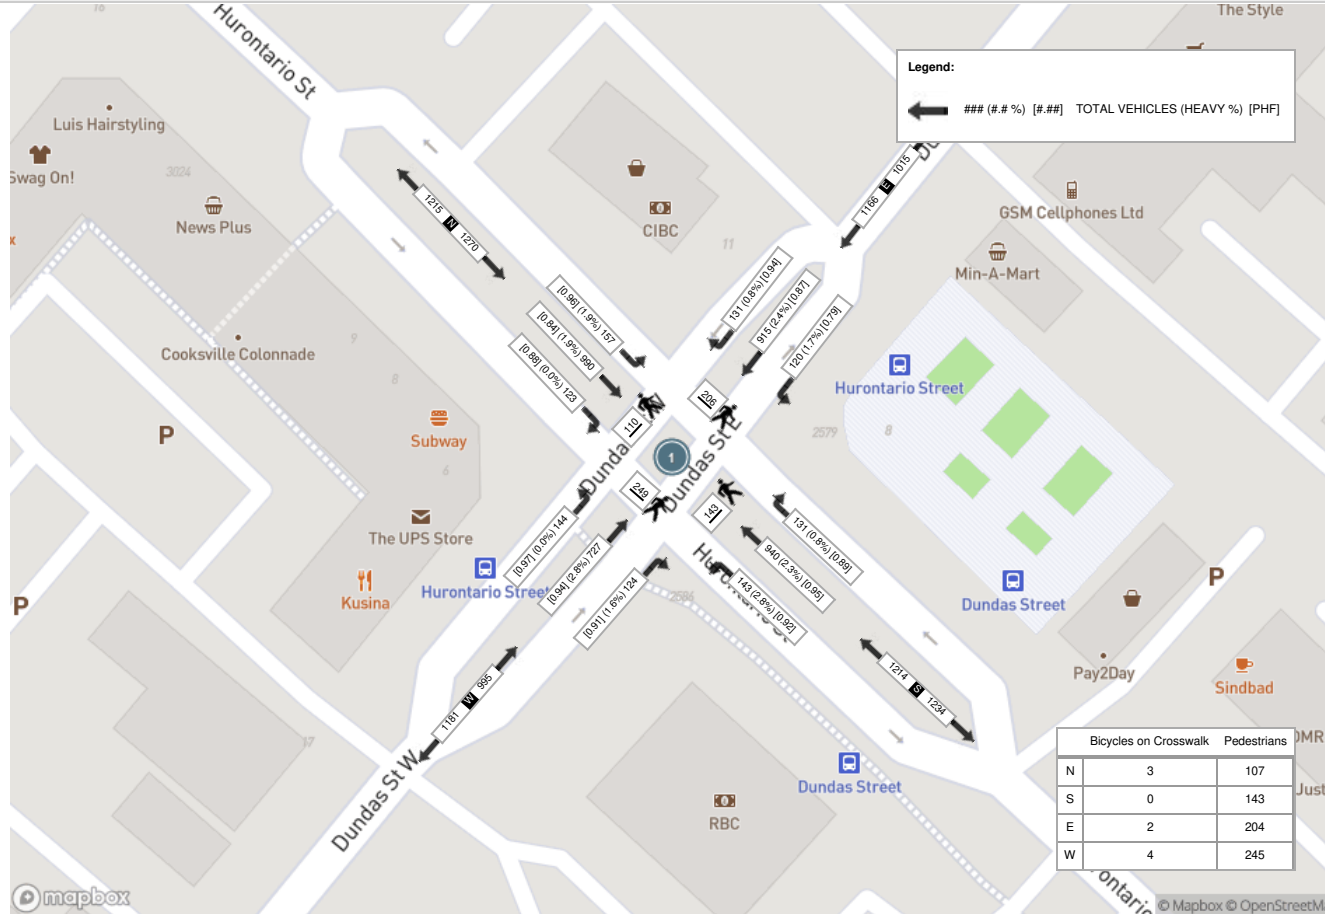 16
The Style
Hurontario St
Legend:
### (#.# %) [#.##] TOTAL VEHICLES (HEAVY %) [PHF]
Luis Hairstyling
Swag On!
3024
News Plus
CIBC
11
GSM Cellphones Ltd
Min-A-Mart
1215 N 1270
1166 E 1015
[0.96] (1.9%) 157
[0.84] (1.9%) 990
[0.88] (0.0%) 123
131 (0.8%) [0.94]
915 (2.4%) [0.87]
120 (1.7%) [0.79]
Cooksville Colonnade
9
8
6
Hurontario Street
2579
8
P
Subway
110
206
1
249
143
Dundas St E
The UPS Store
Kusina
P
Hurontario Street
[0.97] (0.0%) 144
[0.94] (2.8%) 727
[0.91] (1.6%) 124
131 (0.8%) [0.89]
940 (2.3%) [0.95]
143 (2.8%) [0.92]
2586
Dundas Street
P
Pay2Day
Sindbad
1181 W 995
1214 S 1234
17
Dundas St W
RBC
Dundas Street
Bicycles on Crosswalk Pedestrians
N 3 107
S 0 143
E 2 204
W 4 245
mapbox
© Mapbox © OpenStreetM